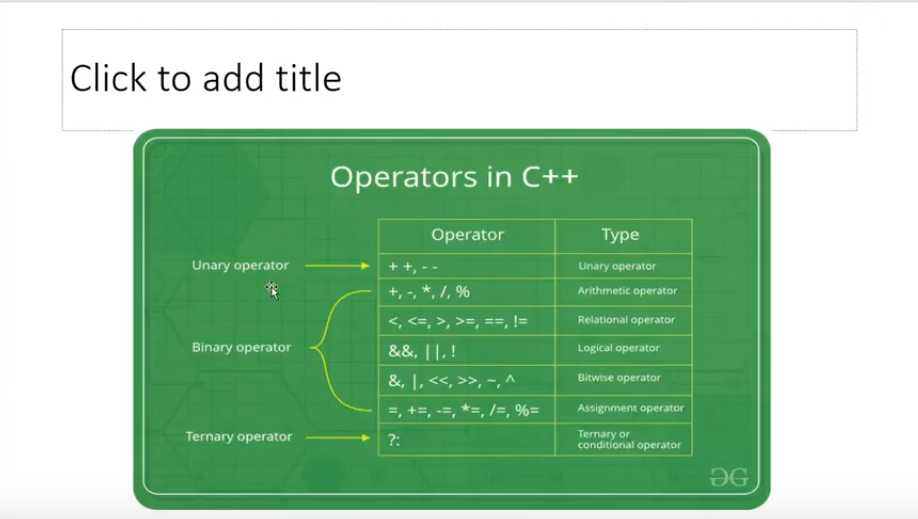 Click to add title
Operators in C++
Operator Type
Unary operator + +, - - Unary operator
+, -, *, /, % Arithmetic operator
<, <=, >, >=, ==, != Relational operator
Binary operator &&, ||, ! Logical operator
&, |, <<, >>, ~, ^ Bitwise operator
=, +=, -=, *=, /=, %= Assignment operator
Ternary operator ?: Ternary or
conditional operator